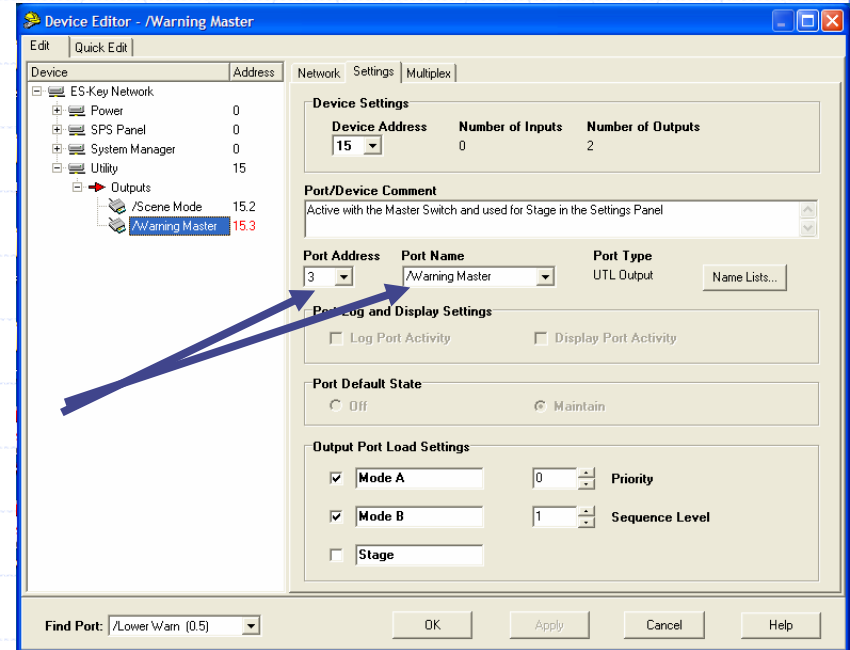 Device Editor - /Warning Master
Edit Quick Edit
Device Address
ES-Key Network
Power 0
SPS Panel 0
System Manager 0
Utility 15
Outputs
/Scene Mode 15.2
/Warning Master 15.3
Network Settings Multiplex
Device Settings
Device Address Number of Inputs Number of Outputs
15 0 2
Port/Device Comment
Active with the Master Switch and used for Stage in the Settings Panel
Port Address Port Name Port Type
3 /Warning Master UTL Output Name Lists...
Port Log and Display Settings
Log Port Activity Display Port Activity
Port Default State
Off Maintain
Output Port Load Settings
Mode A 0 Priority
Mode B 1 Sequence Level
Stage
Find Port: /Lower Warn (0.5) OK Apply Cancel Help